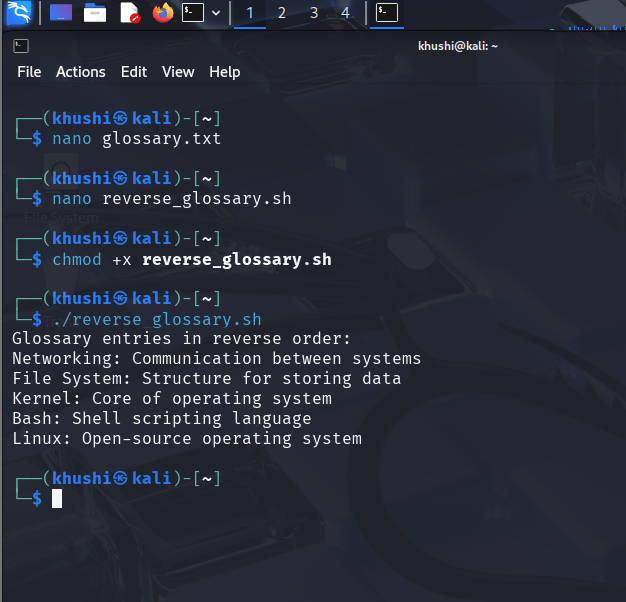 1 2 3 4
khushi@kali: ~
File Actions Edit View Help
┌──(khushi㉿kali)-[~]
└─$ nano glossary.txt
┌──(khushi㉿kali)-[~]
└─$ nano reverse_glossary.sh
File System
┌──(khushi㉿kali)-[~]
└─$ chmod +x reverse_glossary.sh
┌──(khushi㉿kali)-[~]
└─$ ./reverse_glossary.sh
Glossary entries in reverse order:
Networking: Communication between systems
File System: Structure for storing data
Kernel: Core of operating system
Bash: Shell scripting language
Linux: Open-source operating system
┌──(khushi㉿kali)-[~]
└─$